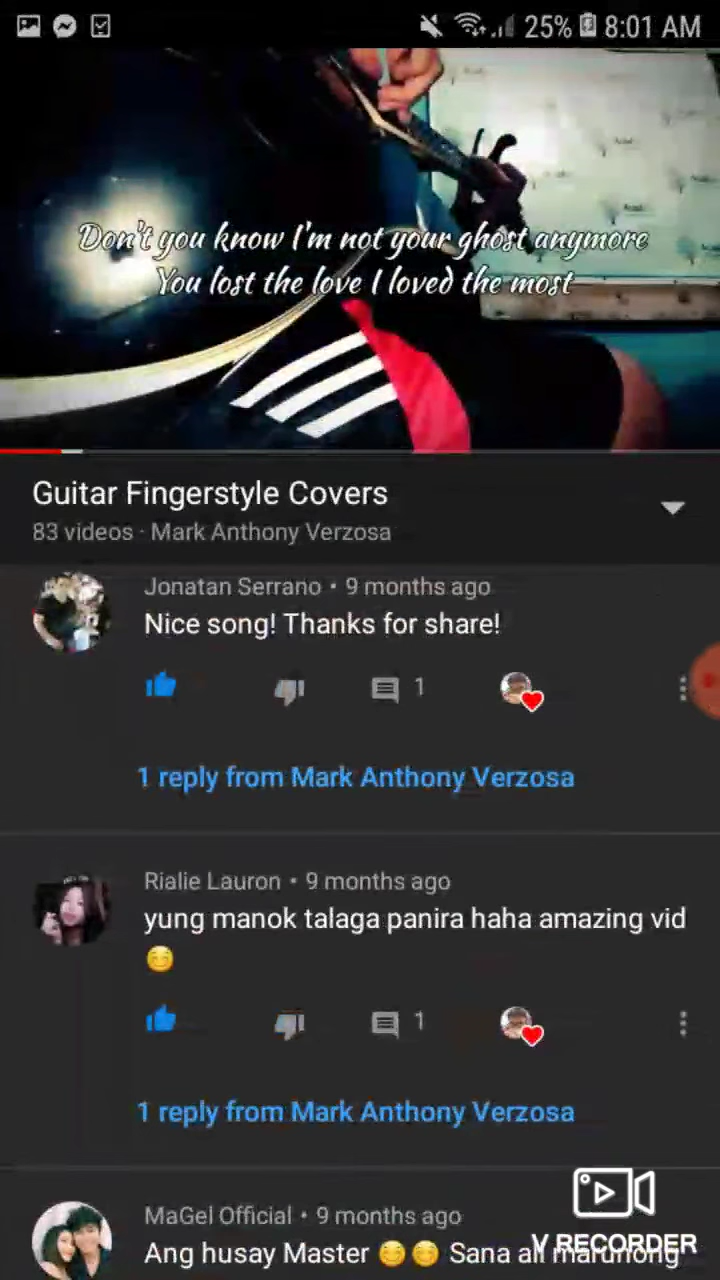 25% 8:01 AM
Don't you know I'm not your ghost anymore
You lost the love I loved the most
Guitar Fingerstyle Covers
83 videos · Mark Anthony Verzosa
Jonatan Serrano • 9 months ago
Nice song! Thanks for share!
1
1 reply from Mark Anthony Verzosa
Rialie Lauron • 9 months ago
yung manok talaga panira haha amazing vid
😊
1
1 reply from Mark Anthony Verzosa
MaGel Official • 9 months ago
Ang husay Master 😊😊 Sana all marunong
V RECORDER